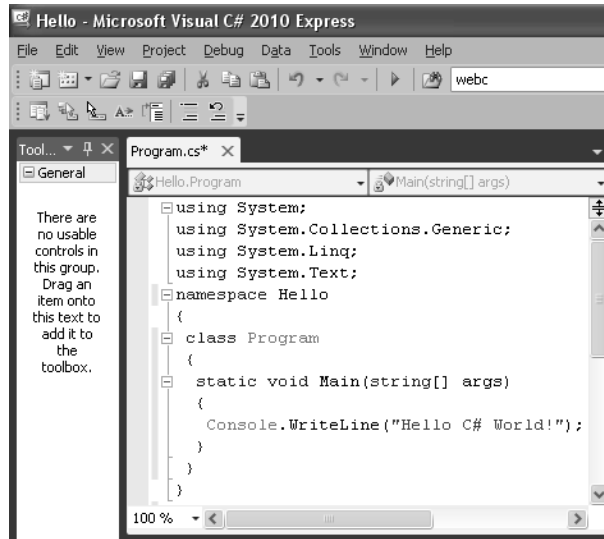 Hello - Microsoft Visual C# 2010 Express
File Edit View Project Debug Data Tools Window Help
webc
Tool...
Program.cs*
General
Hello.Program
Main(string[] args)
There are
no usable
controls in
this group.
Drag an
item onto
this text to
add it to
the
toolbox.
using System;
using System.Collections.Generic;
using System.Linq;
using System.Text;
namespace Hello
{
class Program
{
static void Main(string[] args)
{
Console.WriteLine("Hello C# World!");
}
}
}
100 %